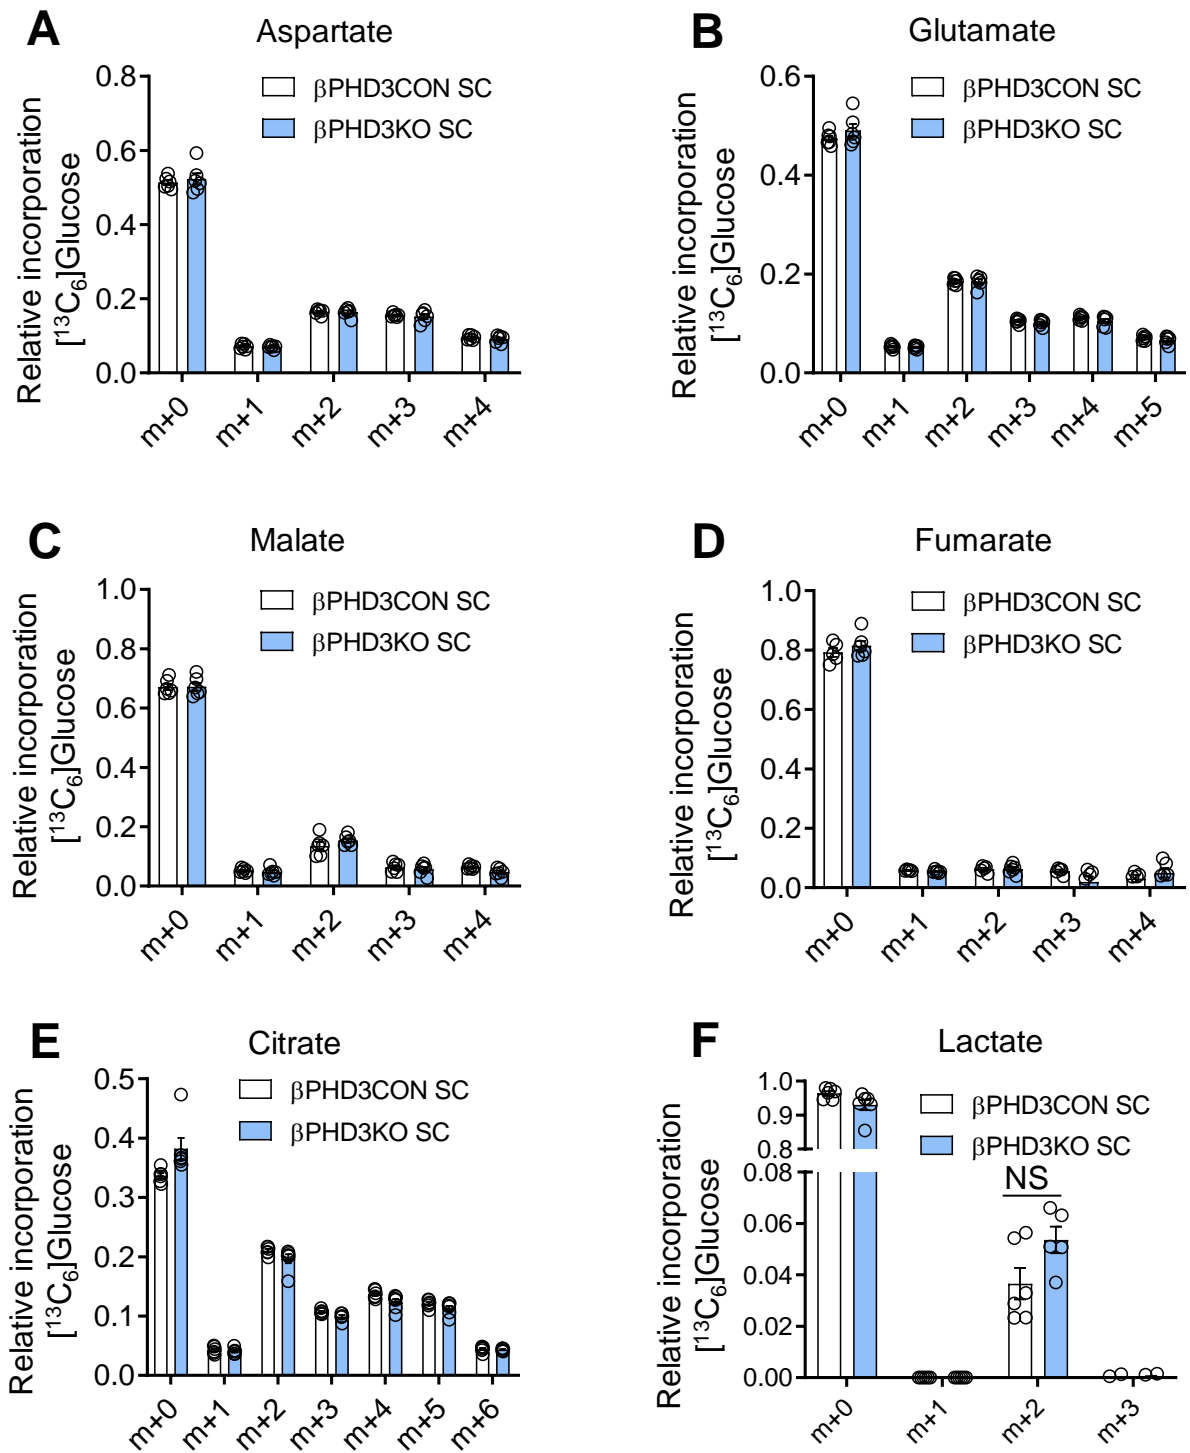 A
Aspartate
βPHD3CON SC
βPHD3KO SC
Relative incorporation
[¹³C₆]Glucose
0.8
0.6
0.4
0.2
0.0
m+0
m+1
m+2
m+3
m+4
B
Glutamate
βPHD3CON SC
βPHD3KO SC
Relative incorporation
[¹³C₆]Glucose
0.6
0.4
0.2
0.0
m+0
m+1
m+2
m+3
m+4
m+5
C
Malate
βPHD3CON SC
βPHD3KO SC
Relative incorporation
[¹³C₆]Glucose
1.0
0.8
0.6
0.4
0.2
0.0
m+0
m+1
m+2
m+3
m+4
D
Fumarate
βPHD3CON SC
βPHD3KO SC
Relative incorporation
[¹³C₆]Glucose
1.0
0.8
0.6
0.4
0.2
0.0
m+0
m+1
m+2
m+3
m+4
E
Citrate
βPHD3CON SC
βPHD3KO SC
Relative incorporation
[¹³C₆]Glucose
0.5
0.4
0.3
0.2
0.1
0.0
m+0
m+1
m+2
m+3
m+4
m+5
m+6
F
Lactate
βPHD3CON SC
βPHD3KO SC
Relative incorporation
[¹³C₆]Glucose
1.0
0.9
0.8
0.08
0.06
0.04
0.02
0.00
NS
m+0
m+1
m+2
m+3